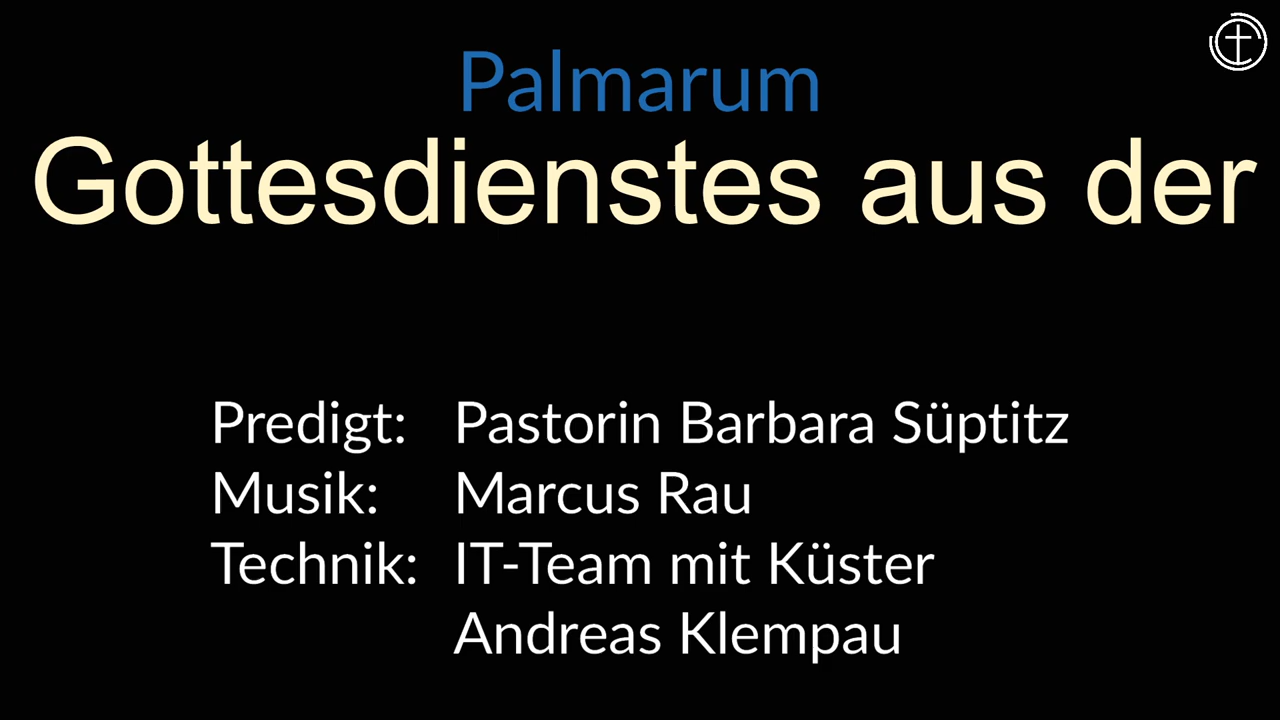 Palmarum
Gottesdienstes aus der
Predigt: Pastorin Barbara Süptitz
Musik: Marcus Rau
Technik: IT-Team mit Küster
Andreas Klempau